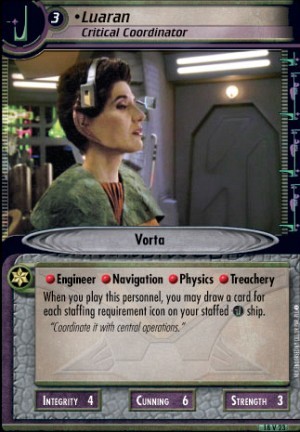 3
•Luaran
Critical Coordinator
Vorta
Engineer Navigation Physics Treachery
When you play this personnel, you may draw a card for
each staffing requirement icon on your staffed ship.
"Coordinate it with central operations."
INTEGRITY 4 CUNNING 6 STRENGTH 3